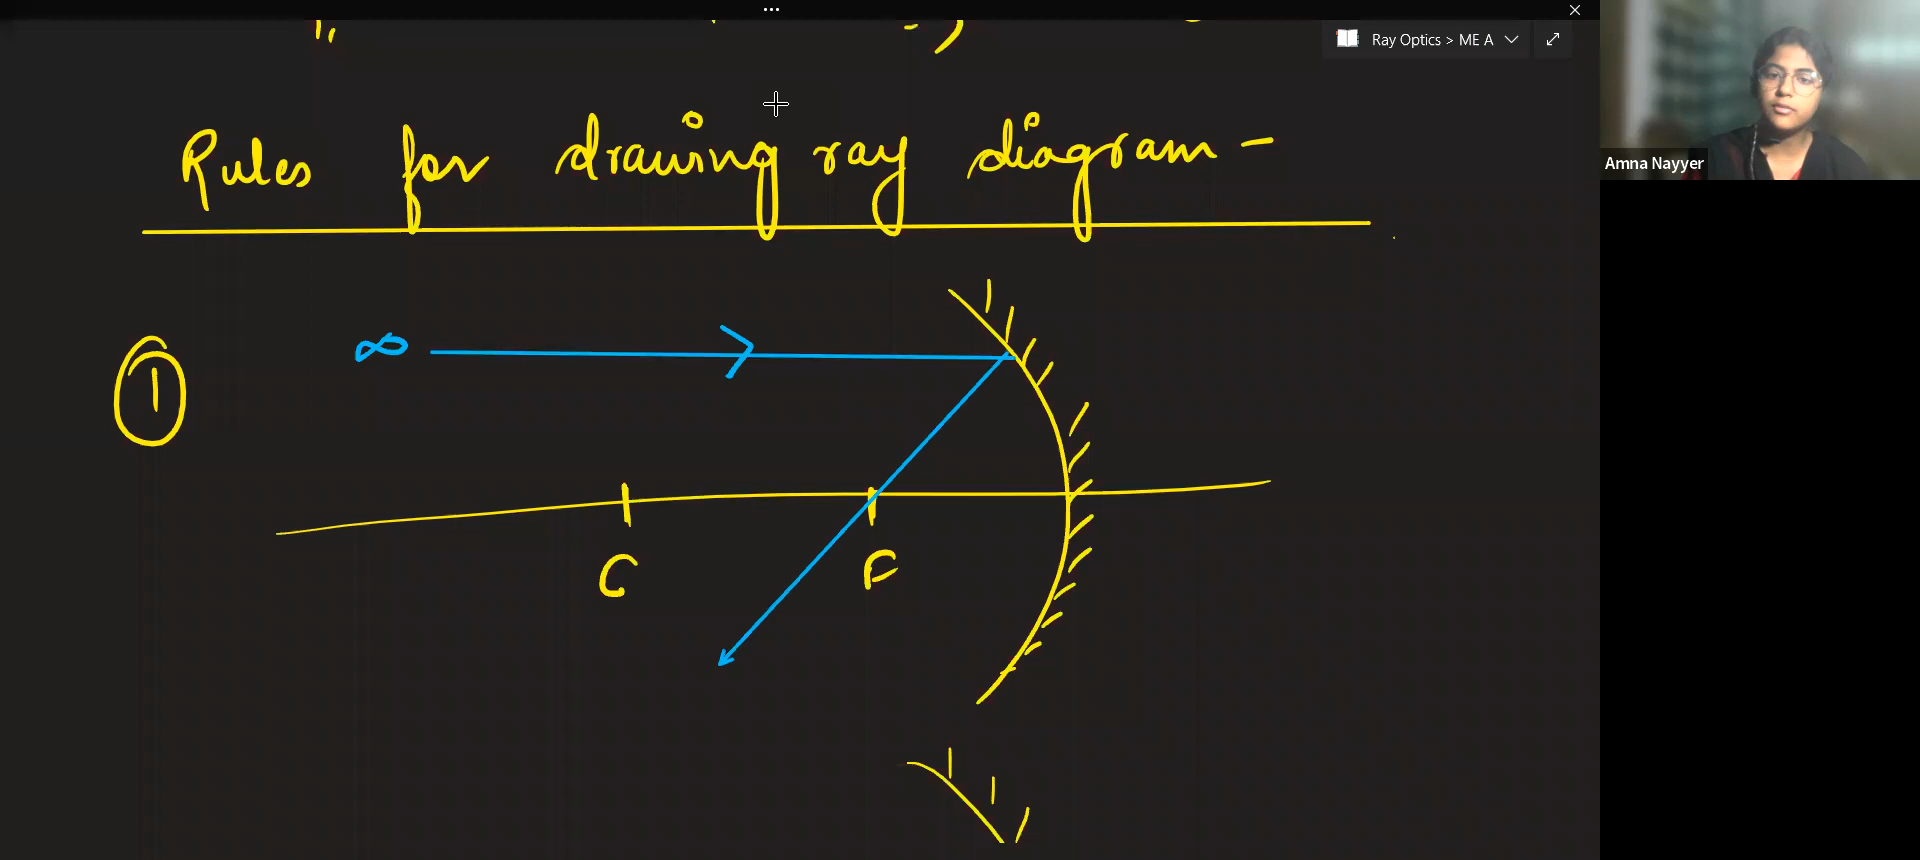 Ray Optics > ME A
Amna Nayyer
Rules for drawing ray diagram -
1
∞
C
F